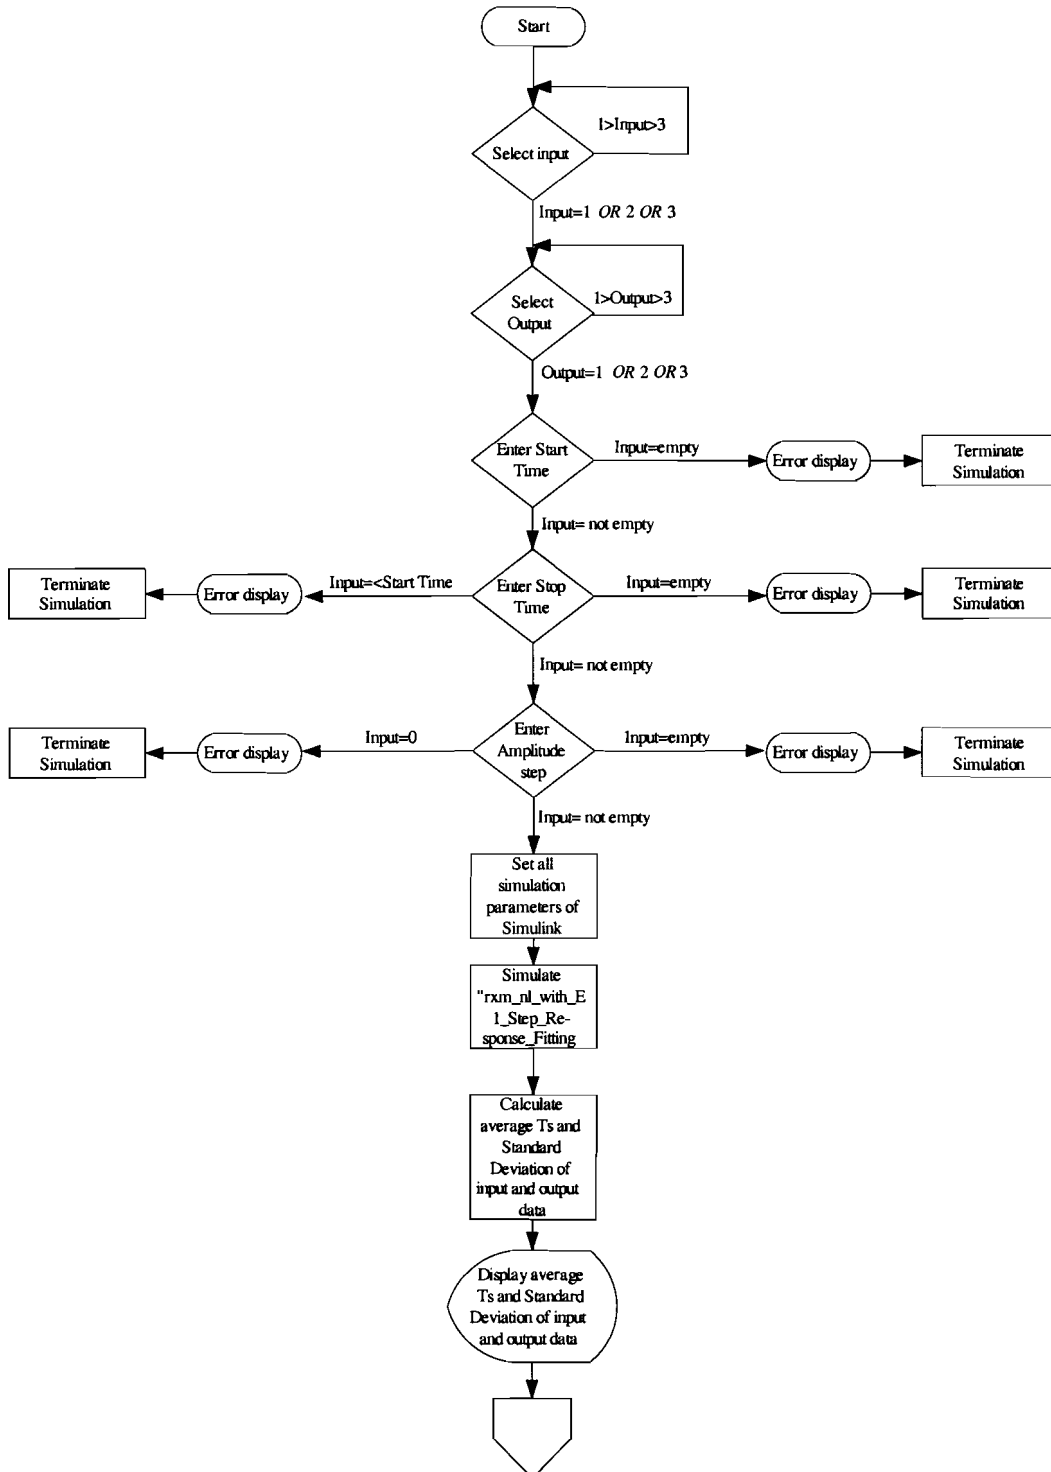 Start
1>Input>3
Select input
Input=1 OR 2 OR 3
Select
Output
1>Output>3
Output=1 OR 2 OR 3
Enter Start
Time
Input=empty
Error display
Terminate
Simulation
Input= not empty
Terminate
Simulation
Error display
Input=<Start Time
Enter Stop
Time
Input=empty
Error display
Terminate
Simulation
Input= not empty
Terminate
Simulation
Error display
Input=0
Enter
Amplitude
step
Input=empty
Error display
Terminate
Simulation
Input= not empty
Set all
simulation
parameters of
Simulink
Simulate
"rxm_nl_with_E
1_Step_Re-
sponse_Fitting
Calculate
average Ts and
Standard
Deviation of
input and output
data
Display average
Ts and Standard
Deviation of input
and output data